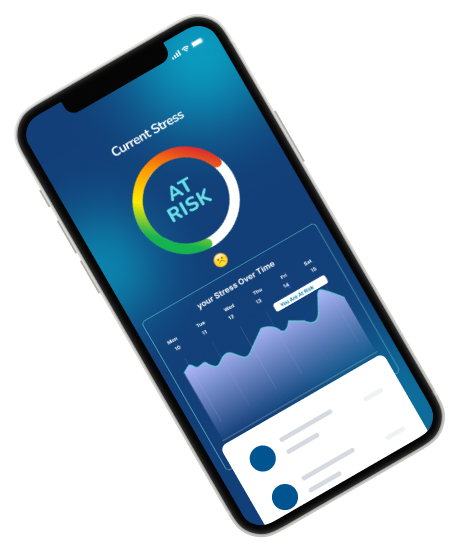 Current Stress
AT
RISK
your Stress Over Time
Mon Tue Wed Thu Fri Sat
10 11 12 13 14 15
You Are At Risk